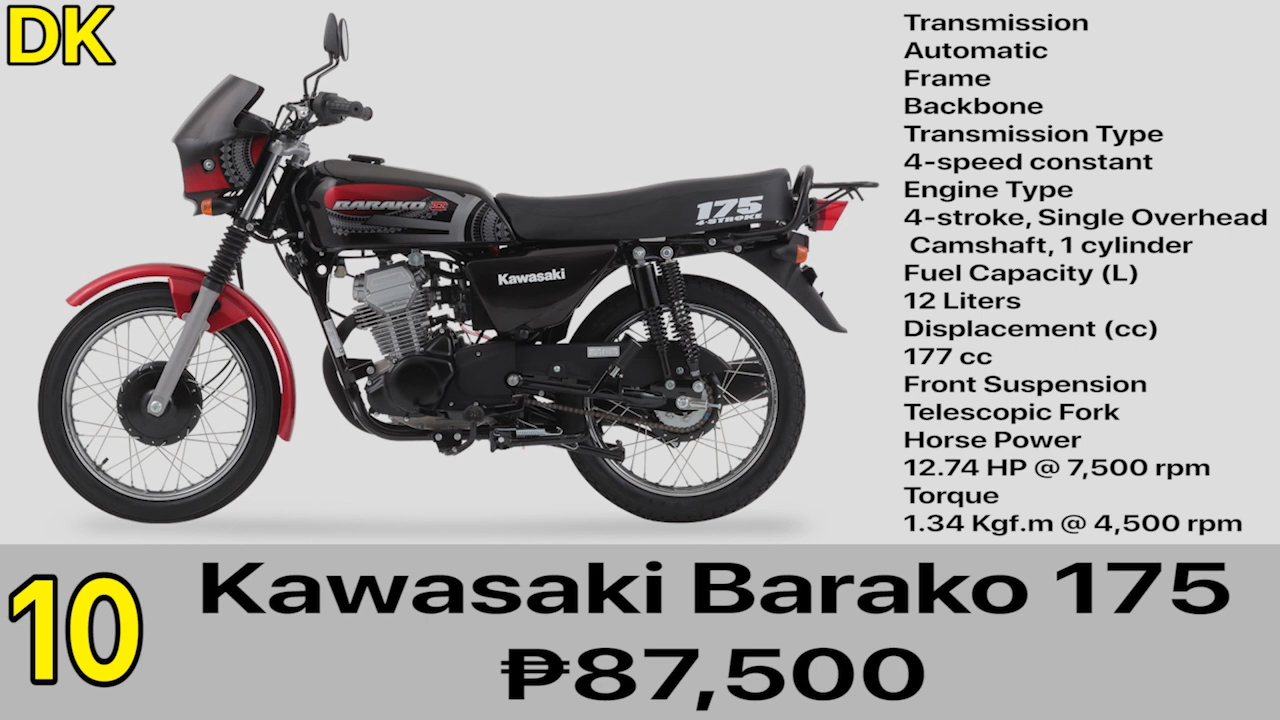 DK
Transmission
Automatic
Frame
Backbone
Transmission Type
4-speed constant
Engine Type
4-stroke, Single Overhead
Camshaft, 1 cylinder
Fuel Capacity (L)
12 Liters
Displacement (cc)
177 cc
Front Suspension
Telescopic Fork
Horse Power
12.74 HP @ 7,500 rpm
Torque
1.34 Kgf.m @ 4,500 rpm
BARAKO II
175
4-STROKE
Kawasaki
10
Kawasaki Barako 175
₱87,500